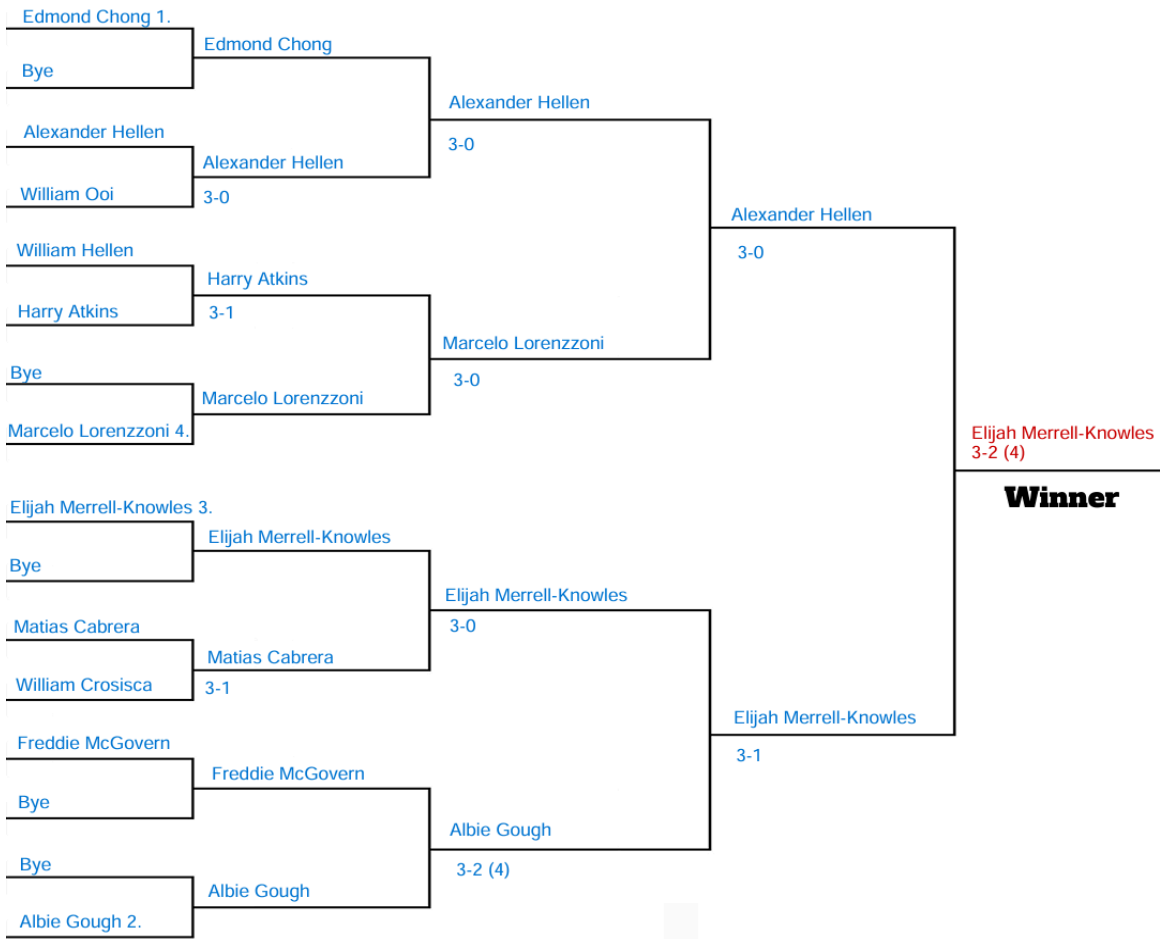 Edmond Chong 1.
Bye
Alexander Hellen
William Ooi
William Hellen
Harry Atkins
Bye
Marcelo Lorenzzoni 4.
Elijah Merrell-Knowles 3.
Bye
Matias Cabrera
William Crosisca
Freddie McGovern
Bye
Bye
Albie Gough 2.
Edmond Chong
Alexander Hellen
3-0
Harry Atkins
3-1
Marcelo Lorenzzoni
Elijah Merrell-Knowles
Matias Cabrera
3-1
Freddie McGovern
Albie Gough
Alexander Hellen
3-0
Marcelo Lorenzzoni
3-0
Elijah Merrell-Knowles
3-0
Albie Gough
3-2 (4)
Alexander Hellen
3-0
Elijah Merrell-Knowles
3-1
Elijah Merrell-Knowles
3-2 (4)
Winner